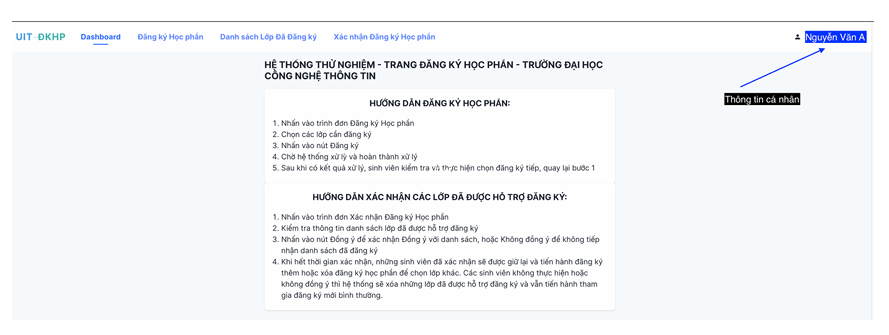 UIT-ĐKHP Dashboard Đăng ký Học phần Danh sách Lớp Đã Đăng ký Xác nhận Đăng ký Học phần Nguyễn Văn A
HỆ THỐNG THỬ NGHIỆM - TRANG ĐĂNG KÝ HỌC PHẦN - TRƯỜNG ĐẠI HỌC
CÔNG NGHỆ THÔNG TIN
Thông tin cá nhân
HƯỚNG DẪN ĐĂNG KÝ HỌC PHẦN:
1. Nhấn vào trình đơn Đăng ký Học phần
2. Chọn các lớp cần đăng ký
3. Nhấn vào nút Đăng ký
4. Chờ hệ thống xử lý và hoàn thành xử lý
5. Sau khi có kết quả xử lý, sinh viên kiểm tra và thực hiện chọn đăng ký tiếp, quay lại bước 1
HƯỚNG DẪN XÁC NHẬN CÁC LỚP ĐÃ ĐƯỢC HỖ TRỢ ĐĂNG KÝ:
1. Nhấn vào trình đơn Xác nhận Đăng ký Học phần
2. Kiểm tra thông tin danh sách lớp đã được hỗ trợ đăng ký
3. Nhấn vào nút Đồng ý để xác nhận Đồng ý với danh sách, hoặc Không đồng ý để không tiếp
nhận danh sách đã đăng ký
4. Khi hết thời gian xác nhận, những sinh viên đã xác nhận sẽ được giữ lại và tiến hành đăng ký
thêm hoặc xóa đăng ký học phần để chọn lớp khác. Các sinh viên không thực hiện hoặc
không đồng ý thì hệ thống sẽ xóa những lớp đã được hỗ trợ đăng ký và vẫn tiến hành tham
gia đăng ký mới bình thường.